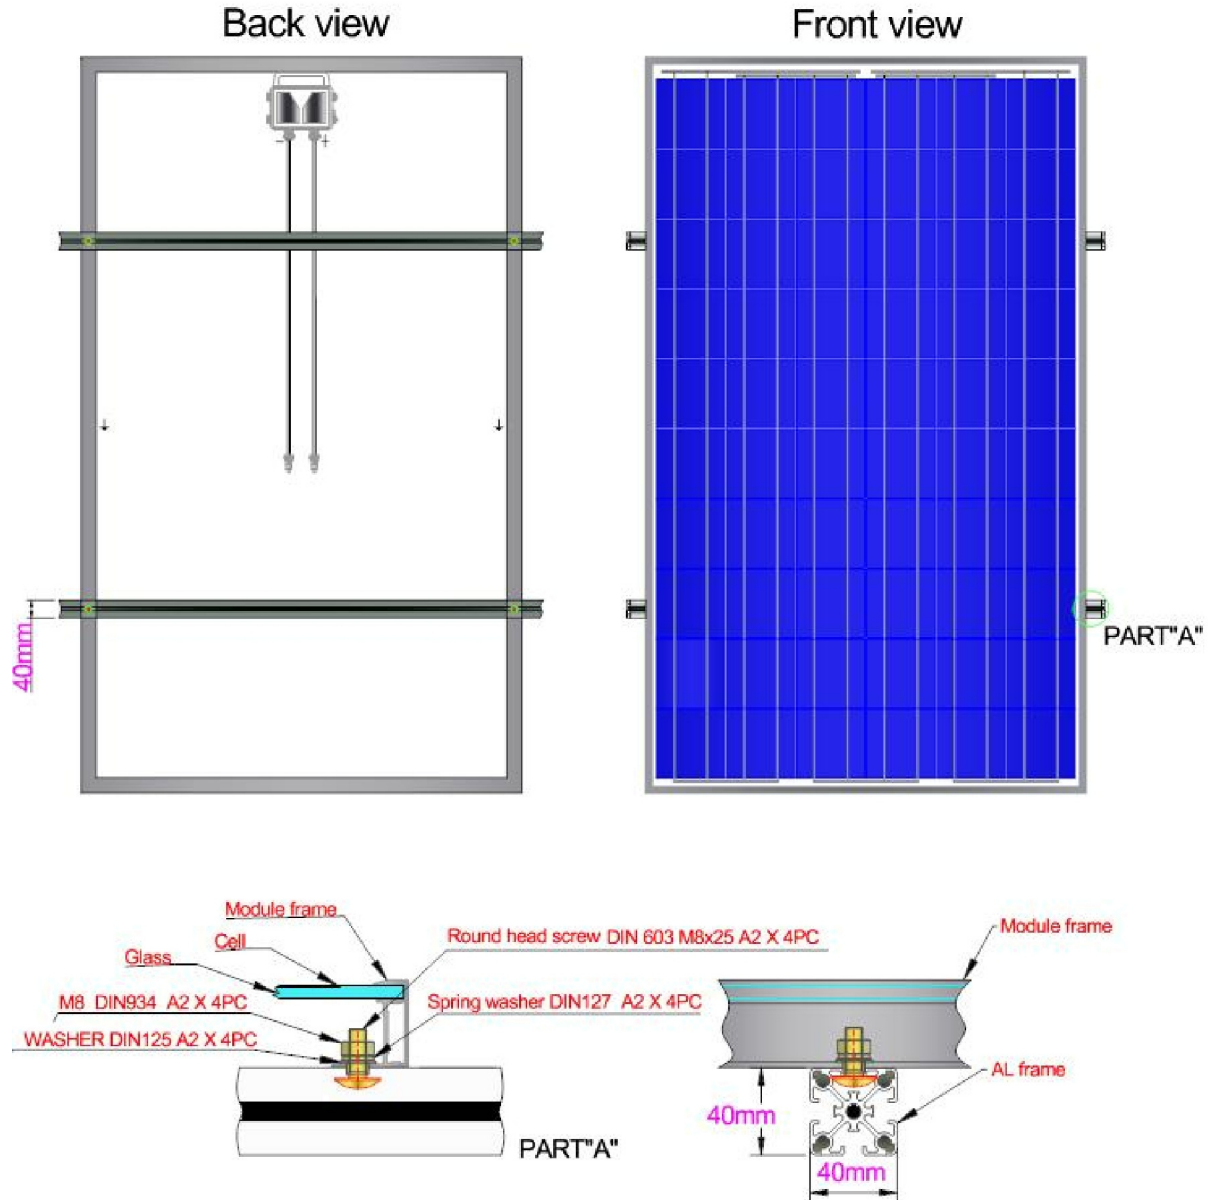 Back view
Front view
-
+
40mm
PART"A"
Module frame
Cell
Glass
Round head screw DIN 603 M8x25 A2 X 4PC
M8 DIN934 A2 X 4PC
Spring washer DIN127 A2 X 4PC
WASHER DIN125 A2 X 4PC
PART"A"
Module frame
AL frame
40mm
40mm